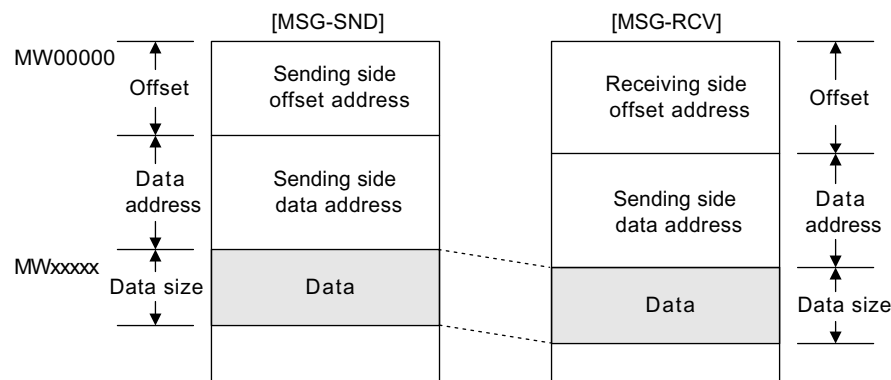 [MSG-SND]
[MSG-RCV]
MW00000
Offset
Sending side
offset address
Receiving side
offset address
Offset
Data
address
Sending side
data address
Sending side
data address
Data
address
MWxxxxx
Data size
Data
Data
Data size